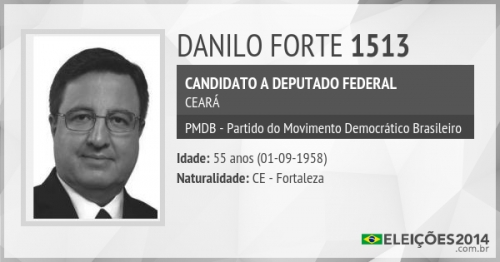 DANILO FORTE 1513
CANDIDATO A DEPUTADO FEDERAL
CEARÁ
PMDB - Partido do Movimento Democrático Brasileiro
Idade: 55 anos (01-09-1958)
Naturalidade: CE - Fortaleza
ELEIÇÕES2014
.com.br